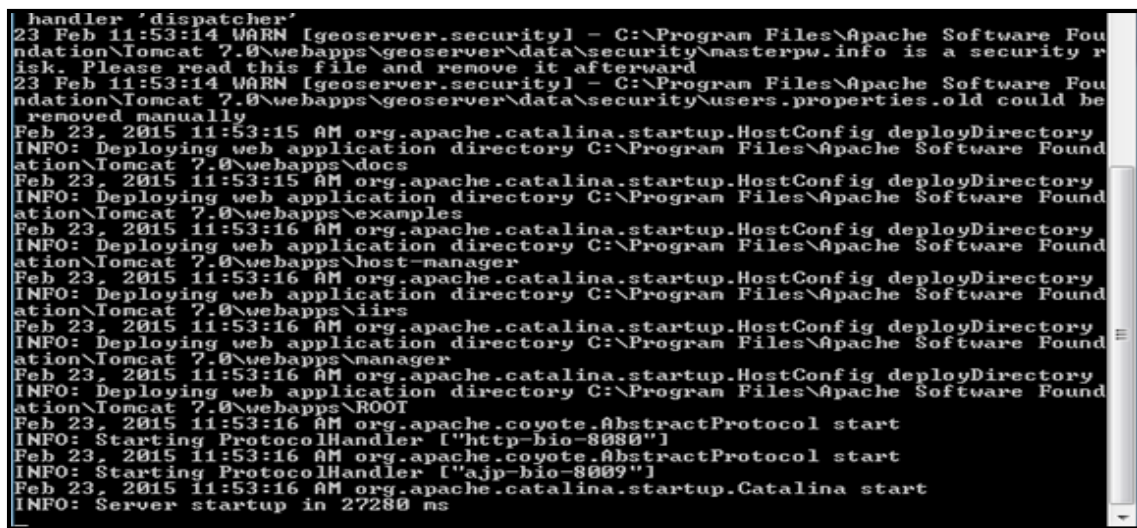 handler 'dispatcher'
23 Feb 11:53:14 WARN [geoserver.security] - C:\Program Files\Apache Software Fou
ndation\Tomcat 7.0\webapps\geoserver\data\security\masterpw.info is a security r
isk. Please read this file and remove it afterward
23 Feb 11:53:14 WARN [geoserver.security] - C:\Program Files\Apache Software Fou
ndation\Tomcat 7.0\webapps\geoserver\data\security\users.properties.old could be
removed manually
Feb 23, 2015 11:53:15 AM org.apache.catalina.startup.HostConfig deployDirectory
INFO: Deploying web application directory C:\Program Files\Apache Software Found
ation\Tomcat 7.0\webapps\docs
Feb 23, 2015 11:53:15 AM org.apache.catalina.startup.HostConfig deployDirectory
INFO: Deploying web application directory C:\Program Files\Apache Software Found
ation\Tomcat 7.0\webapps\examples
Feb 23, 2015 11:53:16 AM org.apache.catalina.startup.HostConfig deployDirectory
INFO: Deploying web application directory C:\Program Files\Apache Software Found
ation\Tomcat 7.0\webapps\host-manager
Feb 23, 2015 11:53:16 AM org.apache.catalina.startup.HostConfig deployDirectory
INFO: Deploying web application directory C:\Program Files\Apache Software Found
ation\Tomcat 7.0\webapps\iirs
Feb 23, 2015 11:53:16 AM org.apache.catalina.startup.HostConfig deployDirectory
INFO: Deploying web application directory C:\Program Files\Apache Software Found
ation\Tomcat 7.0\webapps\manager
Feb 23, 2015 11:53:16 AM org.apache.catalina.startup.HostConfig deployDirectory
INFO: Deploying web application directory C:\Program Files\Apache Software Found
ation\Tomcat 7.0\webapps\ROOT
Feb 23, 2015 11:53:16 AM org.apache.coyote.AbstractProtocol start
INFO: Starting ProtocolHandler ["http-bio-8080"]
Feb 23, 2015 11:53:16 AM org.apache.coyote.AbstractProtocol start
INFO: Starting ProtocolHandler ["ajp-bio-8009"]
Feb 23, 2015 11:53:16 AM org.apache.catalina.startup.Catalina start
INFO: Server startup in 27280 ms